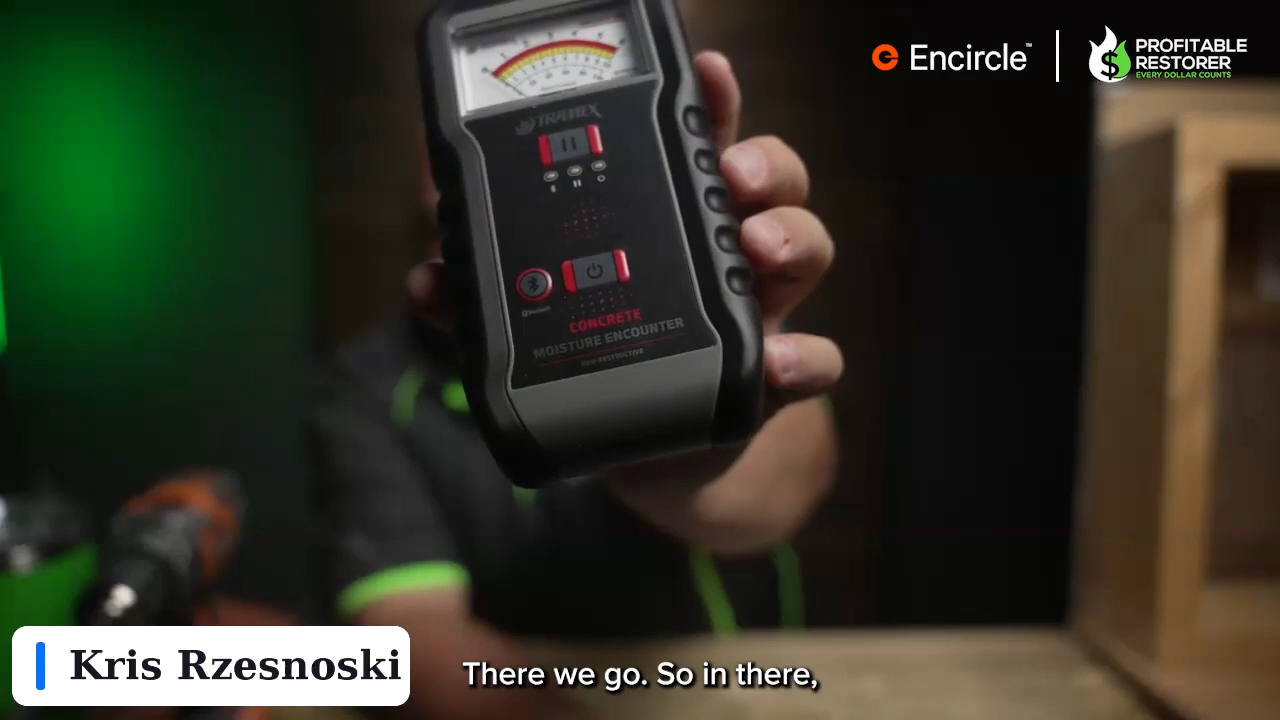 Encircle™
PROFITABLE
RESTORER
EVERY DOLLAR COUNTS
TRAMEX
CONCRETE
MOISTURE ENCOUNTER
Kris Rzesnoski
There we go. So in there,